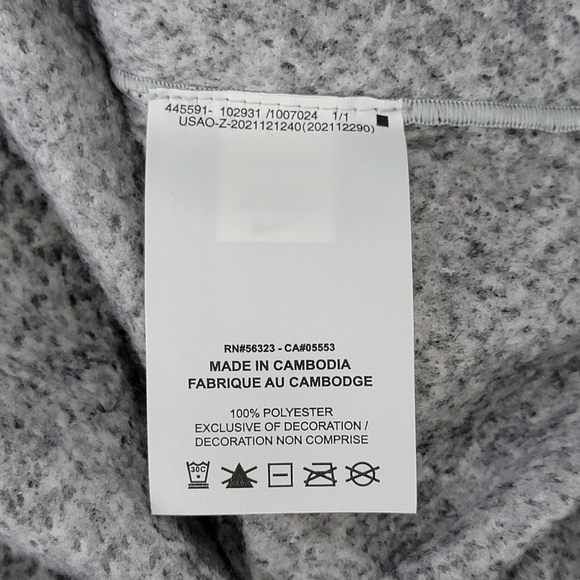 445591- 102931 /1007024 1/1
USAO-Z-2021121240(202112290)
RN#56323 - CA#05553
MADE IN CAMBODIA
FABRIQUE AU CAMBODGE
100% POLYESTER
EXCLUSIVE OF DECORATION /
DECORATION NON COMPRISE
30C